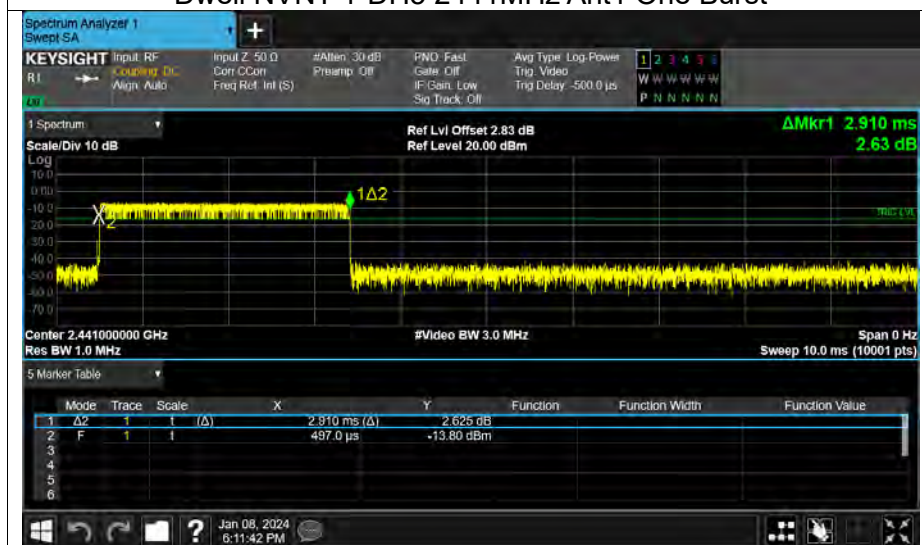 Dwell NVNT 1-DH5 2441MHz Ant1 One Burst
Spectrum Analyzer 1
Swept SA
+
KEYSIGHT Input: RF Input Z: 50 Ω #Atten: 30 dB PNO: Fast Avg Type: Log-Power 1 2 3 4 5 6
R T Coupling: DC Corr CCorr Preamp: Off Gate: Off Trig: Video W W W W W W
Align: Auto Freq Ref: Int (S) IF Gain: Low Trig Delay: -500.0 µs P N N N N N
Sig Track: Off
1 Spectrum
Scale/Div 10 dB
Ref Lvl Offset 2.83 dB
Ref Level 20.00 dBm
ΔMkr1 2.910 ms
2.63 dB
Log
10.0
0.00
-10.0
-20.0
-30.0
-40.0
-50.0
-60.0
-70.0
1Δ2
2
TRIG LVL
Center 2.441000000 GHz #Video BW 3.0 MHz Span 0 Hz
Res BW 1.0 MHz Sweep 10.0 ms (10001 pts)
5 Marker Table
Mode Trace Scale X Y Function Function Width Function Value
1 Δ2 1 t (Δ) 2.910 ms (Δ) 2.625 dB
2 F 1 t 497.0 µs -13.80 dBm
3
4
5
6
? Jan 08, 2024
6:11:42 PM